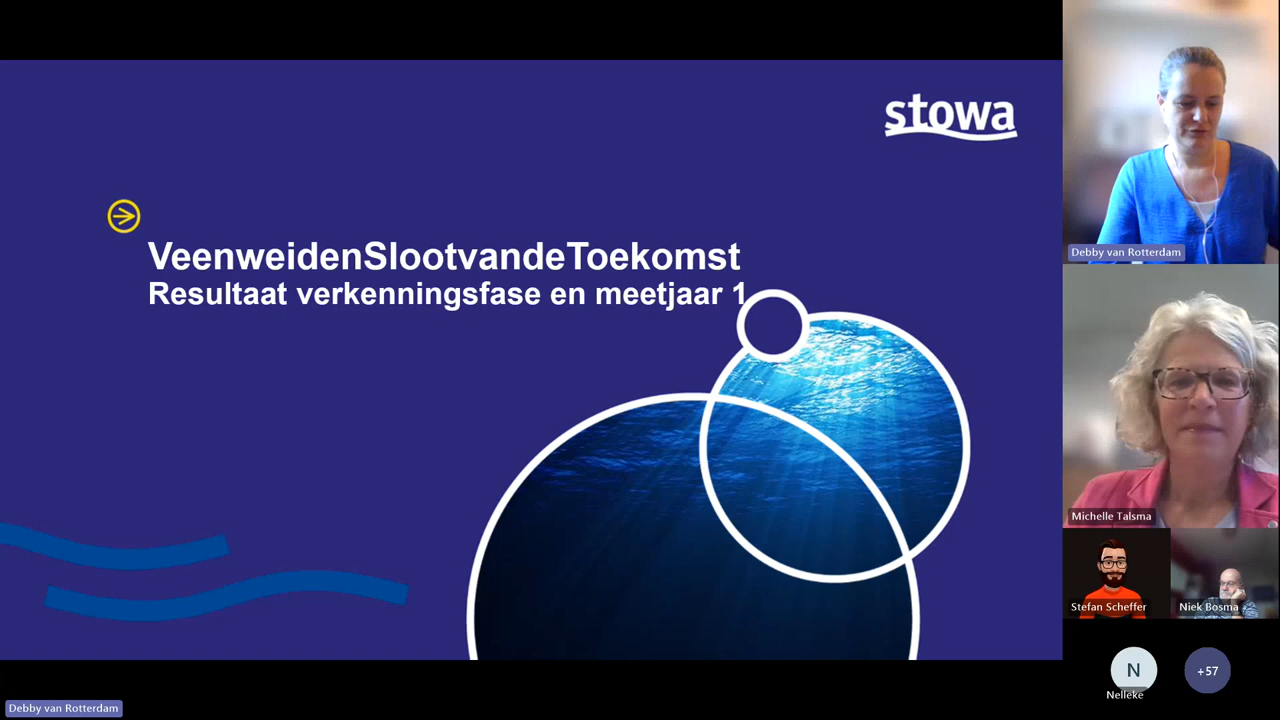 stowa
VeenweidenSlootvandeToekomst
Resultaat verkenningsfase en meetjaar 1
Debby van Rotterdam
Michelle Talsma
Stefan Scheffer
Niek Bosma
N
+57
Nelleke
Debby van Rotterdam